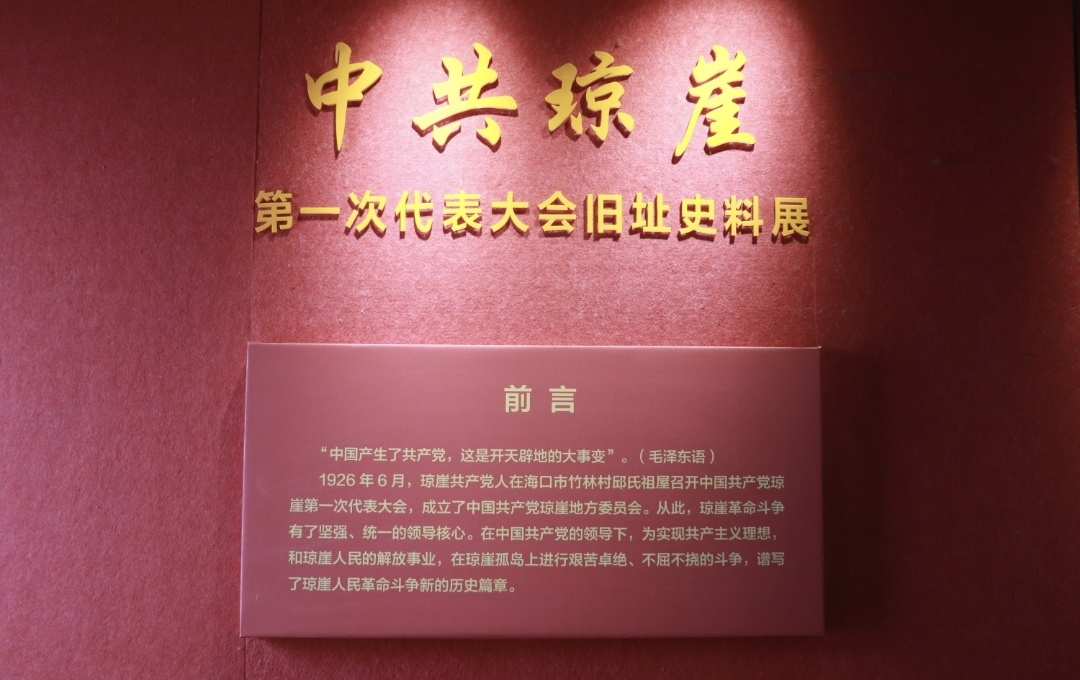 中共琼崖
第一次代表大会旧址史料展
前言
“中国产生了共产党，这是开天辟地的大事变”。（毛泽东语）
1926年6月，琼崖共产党人在海口市竹林村邱氏祖屋召开中国共产党琼
崖第一次代表大会，成立了中国共产党琼崖地方委员会。从此，琼崖革命斗争
有了坚强、统一的领导核心。在中国共产党的领导下，为实现共产主义理想，
和琼崖人民的解放事业，在琼崖孤岛上进行艰苦卓绝、不屈不挠的斗争，谱写
了琼崖人民革命斗争新的历史篇章。